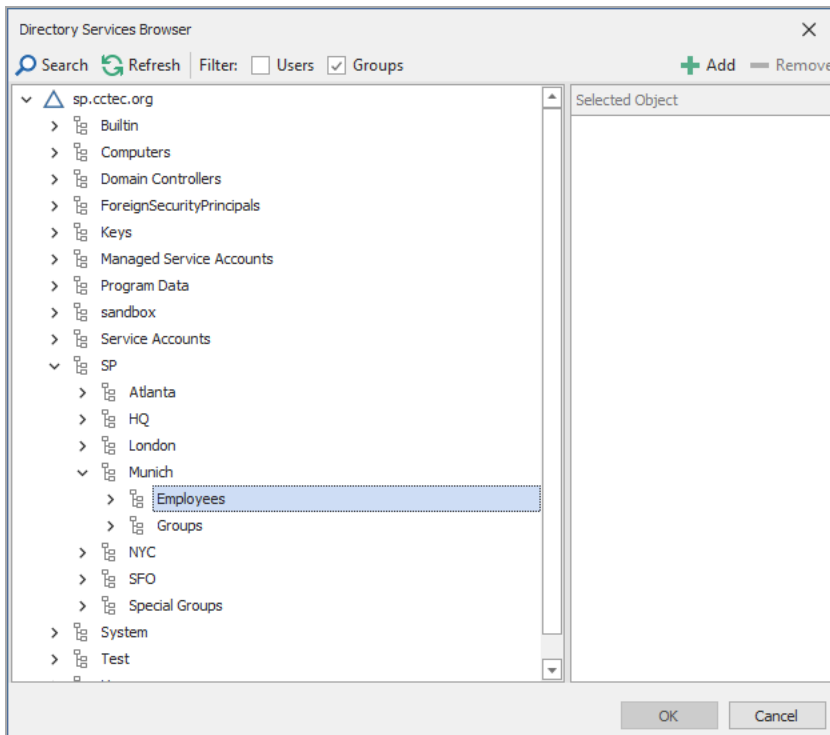 Directory Services Browser
Search Refresh Filter: Users Groups Add Remove
sp.cctec.org Selected Object
Builtin
Computers
Domain Controllers
ForeignSecurityPrincipals
Keys
Managed Service Accounts
Program Data
sandbox
Service Accounts
SP
Atlanta
HQ
London
Munich
Employees
Groups
NYC
SFO
Special Groups
System
Test
OK Cancel